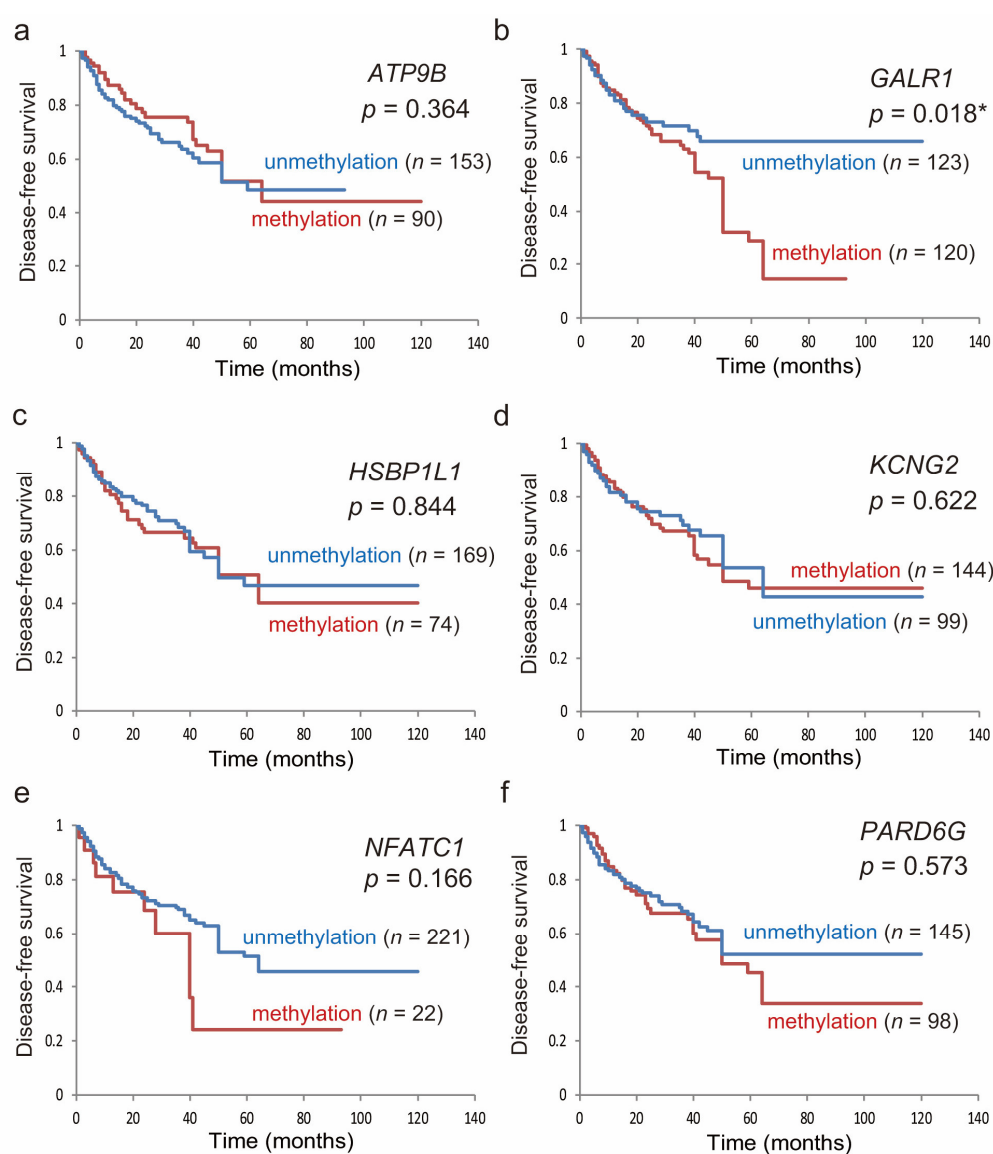 a
ATP9B
p = 0.364
unmethylation (n = 153)
methylation (n = 90)
Disease-free survival
1
0.8
0.6
0.4
0.2
0
0 20 40 60 80 100 120 140
Time (months)
b
GALR1
p = 0.018*
unmethylation
(n = 123)
methylation (n = 120)
Disease-free survival
1
0.8
0.6
0.4
0.2
0
0 20 40 60 80 100 120 140
Time (months)
c
HSBP1L1
p = 0.844
unmethylation (n = 169)
methylation (n = 74)
Disease-free survival
1
0.8
0.6
0.4
0.2
0
0 20 40 60 80 100 120 140
Time (months)
d
KCNG2
p = 0.622
methylation (n = 144)
unmethylation (n = 99)
Disease-free survival
1
0.8
0.6
0.4
0.2
0
0 20 40 60 80 100 120 140
Time (months)
e
NFATC1
p = 0.166
unmethylation (n = 221)
methylation (n = 22)
Disease-free survival
1
0.8
0.6
0.4
0.2
0
0 20 40 60 80 100 120 140
Time (months)
f
PARD6G
p = 0.573
unmethylation (n = 145)
methylation (n = 98)
Disease-free survival
1
0.8
0.6
0.4
0.2
0
0 20 40 60 80 100 120 140
Time (months)